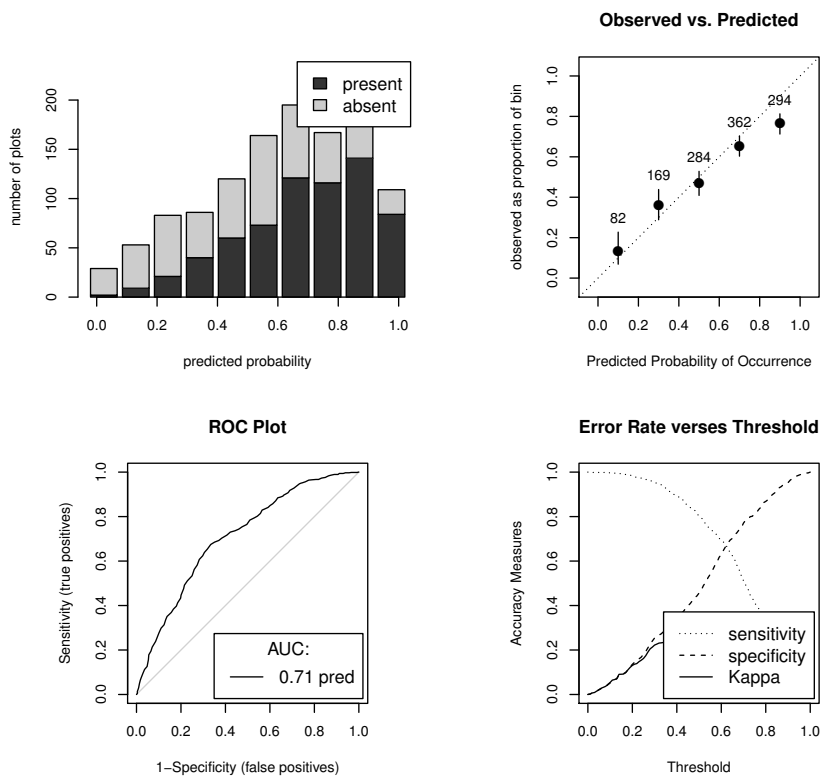 present
absent
number of plots
0
50
100
150
200
0.0 0.2 0.4 0.6 0.8 1.0
predicted probability
Observed vs. Predicted
observed as proportion of bin
0.0
0.2
0.4
0.6
0.8
1.0
82
169
284
362
294
0.0 0.2 0.4 0.6 0.8 1.0
Predicted Probability of Occurrence
ROC Plot
Sensitivity (true positives)
0.0
0.2
0.4
0.6
0.8
1.0
AUC:
0.71 pred
0.0 0.2 0.4 0.6 0.8 1.0
1−Specificity (false positives)
Error Rate verses Threshold
Accuracy Measures
0.0
0.2
0.4
0.6
0.8
1.0
sensitivity
specificity
Kappa
0.0 0.2 0.4 0.6 0.8 1.0
Threshold